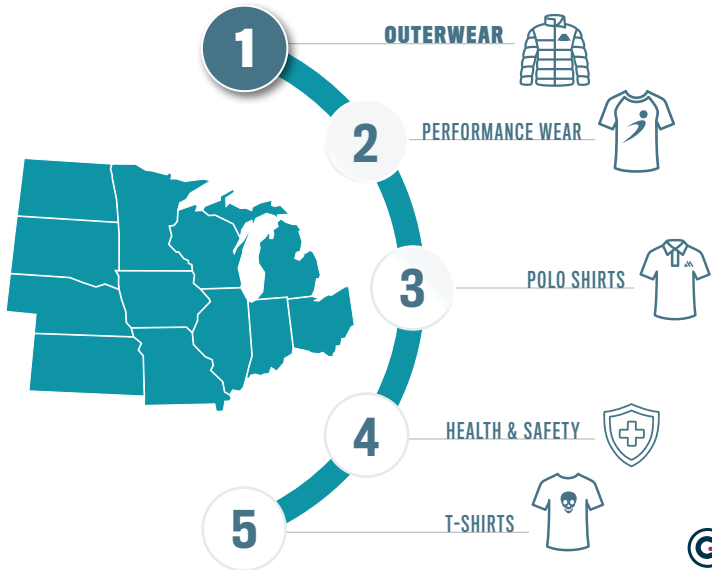 1
OUTERWEAR
2
PERFORMANCE WEAR
3
POLO SHIRTS
4
HEALTH & SAFETY
5
T-SHIRTS